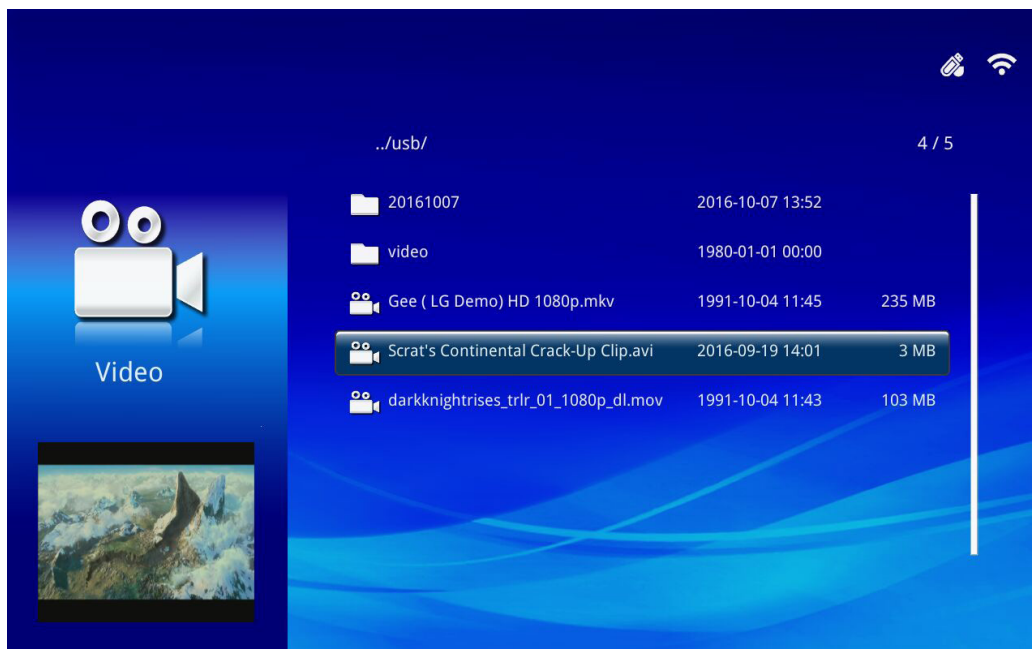 ../usb/ 4 / 5
20161007 2016-10-07 13:52
video 1980-01-01 00:00
Gee ( LG Demo) HD 1080p.mkv 1991-10-04 11:45 235 MB
Scrat's Continental Crack-Up Clip.avi 2016-09-19 14:01 3 MB
darkknightrises_trlr_01_1080p_dl.mov 1991-10-04 11:43 103 MB
Video